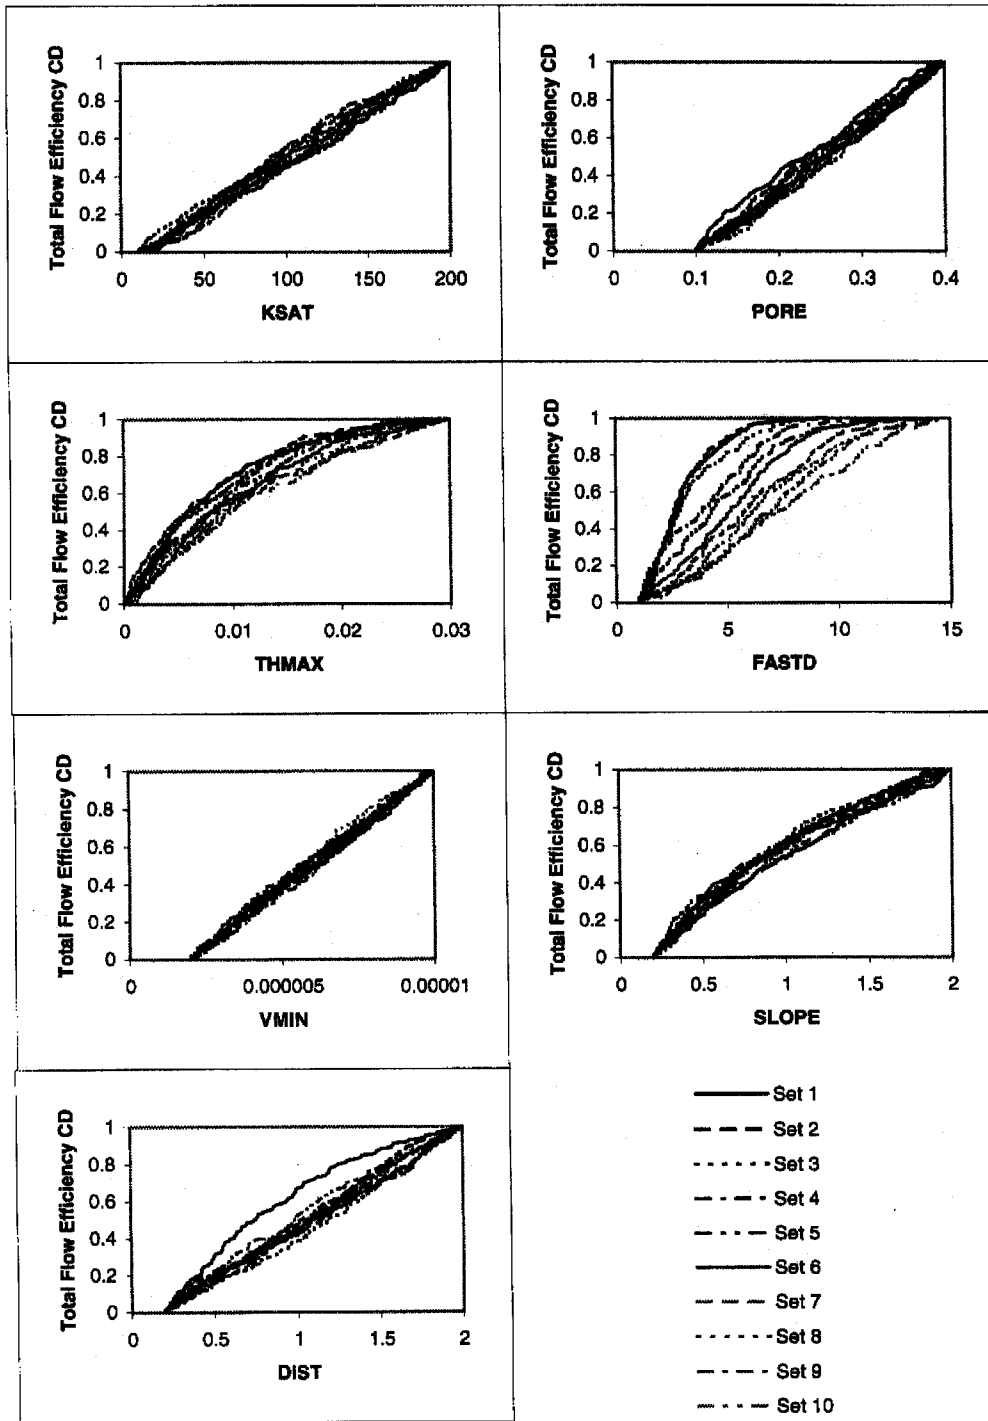 Total Flow Efficiency CD
1
0.8
0.6
0.4
0.2
0
0 50 100 150 200
KSAT
Total Flow Efficiency CD
1
0.8
0.6
0.4
0.2
0
0 0.1 0.2 0.3 0.4
PORE
Total Flow Efficiency CD
1
0.8
0.6
0.4
0.2
0
0 0.01 0.02 0.03
THMAX
Total Flow Efficiency CD
1
0.8
0.6
0.4
0.2
0
0 5 10 15
FASTD
Total Flow Efficiency CD
1
0.8
0.6
0.4
0.2
0
0 0.000005 0.00001
VMIN
Total Flow Efficiency CD
1
0.8
0.6
0.4
0.2
0
0 0.5 1 1.5 2
SLOPE
Total Flow Efficiency CD
1
0.8
0.6
0.4
0.2
0
0 0.5 1 1.5 2
DIST
Set 1
Set 2
Set 3
Set 4
Set 5
Set 6
Set 7
Set 8
Set 9
Set 10